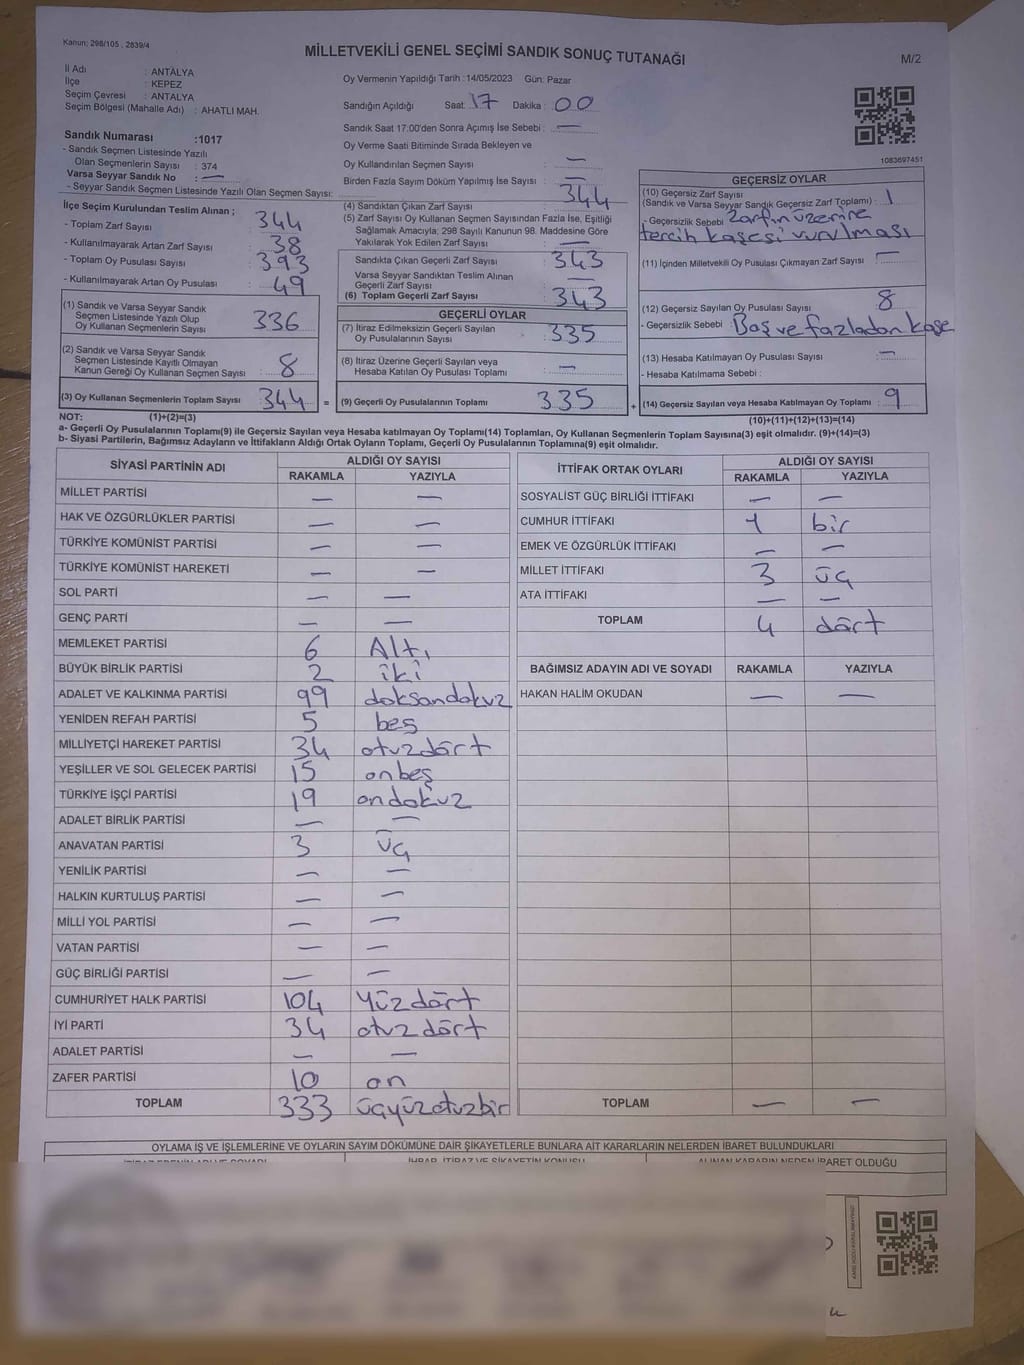 Kanun: 298/105 , 2839/4
MİLLETVEKİLİ GENEL SEÇİMİ SANDIK SONUÇ TUTANAĞI
M/2
İl Adı : ANTALYA
İlçe : KEPEZ
Seçim Çevresi : ANTALYA
Seçim Bölgesi (Mahalle Adı) : AHATLI MAH.
Sandık Numarası :1017
- Sandık Seçmen Listesinde Yazılı
Olan Seçmenlerin Sayısı : 374
Varsa Seyyar Sandık No : —
- Seyyar Sandık Seçmen Listesinde Yazılı Olan Seçmen Sayısı:
Oy Vermenin Yapıldığı Tarih :14/05/2023 Gün: Pazar
Sandığın Açıldığı Saat: 17 Dakika : 00
Sandık Saat 17:00'den Sonra Açımış İse Sebebi : —
Oy Verme Saati Bitiminde Sırada Bekleyen ve
Oy Kullandırılan Seçmen Sayısı : —
Birden Fazla Sayım Döküm Yapılmış İse Sayısı : —
1083697451
İlçe Seçim Kurulundan Teslim Alınan ;
- Toplam Zarf Sayısı : 344
- Kullanılmayarak Artan Zarf Sayısı : 38
- Toplam Oy Pusulası Sayısı : 393
- Kullanılmayarak Artan Oy Pusulası : 49
(1) Sandık ve Varsa Seyyar Sandık
Seçmen Listesinde Yazılı Olup
Oy Kullanan Seçmenlerin Sayısı : 336
(2) Sandık ve Varsa Seyyar Sandık
Seçmen Listesinde Kayıtlı Olmayan
Kanun Gereği Oy Kullanan Seçmen Sayısı : 8
(3) Oy Kullanan Seçmenlerin Toplam Sayısı : 344 =
(4) Sandıktan Çıkan Zarf Sayısı : 344
(5) Zarf Sayısı Oy Kullanan Seçmen Sayısından Fazla İse, Eşitliği
Sağlamak Amacıyla; 298 Sayılı Kanunun 98. Maddesine Göre
Yakılarak Yok Edilen Zarf Sayısı : —
Sandıkta Çıkan Geçerli Zarf Sayısı : 343
Varsa Seyyar Sandıktan Teslim Alınan
Geçerli Zarf Sayısı : —
(6) Toplam Geçerli Zarf Sayısı : 343
GEÇERLİ OYLAR
(7) İtiraz Edilmeksizin Geçerli Sayılan
Oy Pusulalarının Sayısı : 335
(8) İtiraz Üzerine Geçerli Sayılan veya
Hesaba Katılan Oy Pusulası Toplamı : —
(9) Geçerli Oy Pusulalarının Toplamı : 335 +
GEÇERSİZ OYLAR
(10) Geçersiz Zarf Sayısı
(Sandık ve Varsa Seyyar Sandık Geçersiz Zarf Toplamı) : 1
- Geçersizlik Sebebi : Zarfın üzerine
tercih kaşesi vurulması
(11) İçinden Milletvekili Oy Pusulası Çıkmayan Zarf Sayısı : —
(12) Geçersiz Sayılan Oy Pusulası Sayısı : 8
- Geçersizlik Sebebi : Boş ve fazladan kaşe
(13) Hesaba Katılmayan Oy Pusulası Sayısı : —
- Hesaba Katılmama Sebebi :
(14) Geçersiz Sayılan veya Hesaba Katılmayan Oy Toplamı : 9
NOT: (1)+(2)=(3) (10)+(11)+(12)+(13)=(14)
a- Geçerli Oy Pusulalarının Toplamı(9) ile Geçersiz Sayılan veya Hesaba katılmayan Oy Toplamı(14) Toplamları, Oy Kullanan Seçmenlerin Toplam Sayısına(3) eşit olmalıdır. (9)+(14)=(3)
b- Siyasi Partilerin, Bağımsız Adayların ve İttifakların Aldığı Ortak Oyların Toplamı, Geçerli Oy Pusulalarının Toplamına(9) eşit olmalıdır.
SİYASİ PARTİNİN ADI ALDIĞI OY SAYISI
RAKAMLA YAZIYLA
MİLLET PARTİSİ — —
HAK VE ÖZGÜRLÜKLER PARTİSİ — —
TÜRKİYE KOMÜNİST PARTİSİ — —
TÜRKİYE KOMÜNİST HAREKETİ — —
SOL PARTİ — —
GENÇ PARTİ — —
MEMLEKET PARTİSİ 6 Altı
BÜYÜK BİRLİK PARTİSİ 2 iki
ADALET VE KALKINMA PARTİSİ 99 doksandokuz
YENİDEN REFAH PARTİSİ 5 beş
MİLLİYETÇİ HAREKET PARTİSİ 34 otuzdört
YEŞİLLER VE SOL GELECEK PARTİSİ 15 onbeş
TÜRKİYE İŞÇİ PARTİSİ 19 ondokuz
ADALET BİRLİK PARTİSİ — —
ANAVATAN PARTİSİ 3 üç
YENİLİK PARTİSİ — —
HALKIN KURTULUŞ PARTİSİ — —
MİLLİ YOL PARTİSİ — —
VATAN PARTİSİ — —
GÜÇ BİRLİĞİ PARTİSİ — —
CUMHURİYET HALK PARTİSİ 104 yüzdört
İYİ PARTİ 34 otuzdört
ADALET PARTİSİ — —
ZAFER PARTİSİ 10 on
TOPLAM 333 üçyüzotuzbir
İTTİFAK ORTAK OYLARI ALDIĞI OY SAYISI
RAKAMLA YAZIYLA
SOSYALİST GÜÇ BİRLİĞİ İTTİFAKI — —
CUMHUR İTTİFAKI 1 bir
EMEK VE ÖZGÜRLÜK İTTİFAKI — —
MİLLET İTTİFAKI 3 üç
ATA İTTİFAKI — —
TOPLAM 4 dört
BAĞIMSIZ ADAYIN ADI VE SOYADI RAKAMLA YAZIYLA
HAKAN HALİM OKUDAN — —
TOPLAM — —
OYLAMA İŞ VE İŞLEMLERİNE VE OYLARIN SAYIM DÖKÜMÜNE DAİR ŞİKAYETLERLE BUNLARA AİT KARARLARIN NELERDEN İBARET BULUNDUKLARI
İHBAR, İTİRAZ VE ŞİKAYETİN KONUSU ALINAN KARARIN NEDEN İBARET OLDUĞU